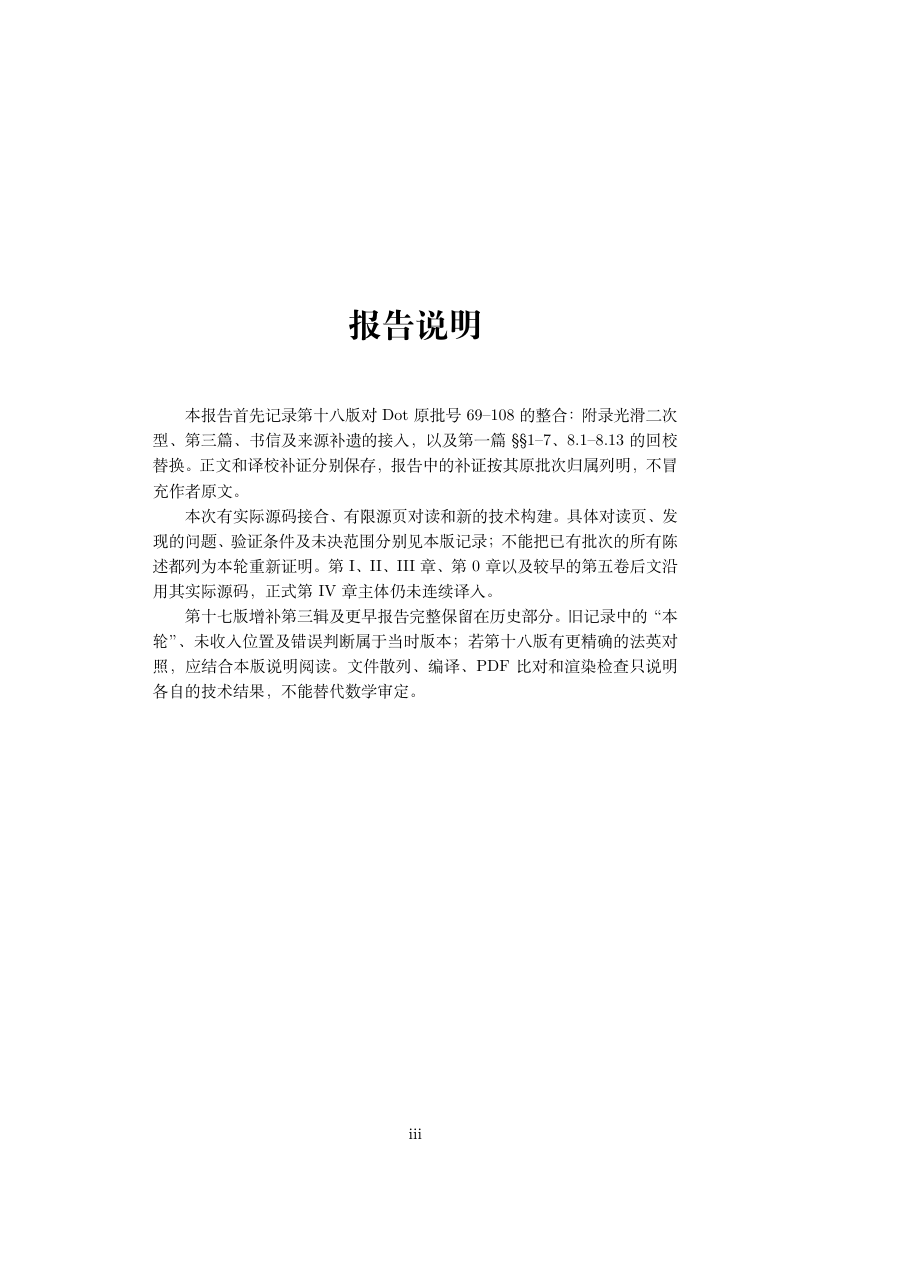 报告说明
本报告首先记录第十八版对 Dot 原批号 69–108 的整合：附录光滑二次
型、第三篇、书信及来源补遗的接入，以及第一篇 §§1–7、8.1–8.13 的回校
替换。正文和译校补证分别保存，报告中的补证按其原批次归属列明，不冒
充作者原文。
本次有实际源码接合、有限源页对读和新的技术构建。具体对读页、发
现的问题、验证条件及未决范围分别见本版记录；不能把已有批次的所有陈
述都列为本轮重新证明。第 I、II、III 章、第 0 章以及较早的第五卷后文沿
用其实际源码，正式第 IV 章主体仍未连续译入。
第十七版增补第三辑及更早报告完整保留在历史部分。旧记录中的 “本
轮”、未收入位置及错误判断属于当时版本；若第十八版有更精确的法英对
照，应结合本版说明阅读。文件散列、编译、PDF 比对和渲染检查只说明
各自的技术结果，不能替代数学审定。
iii